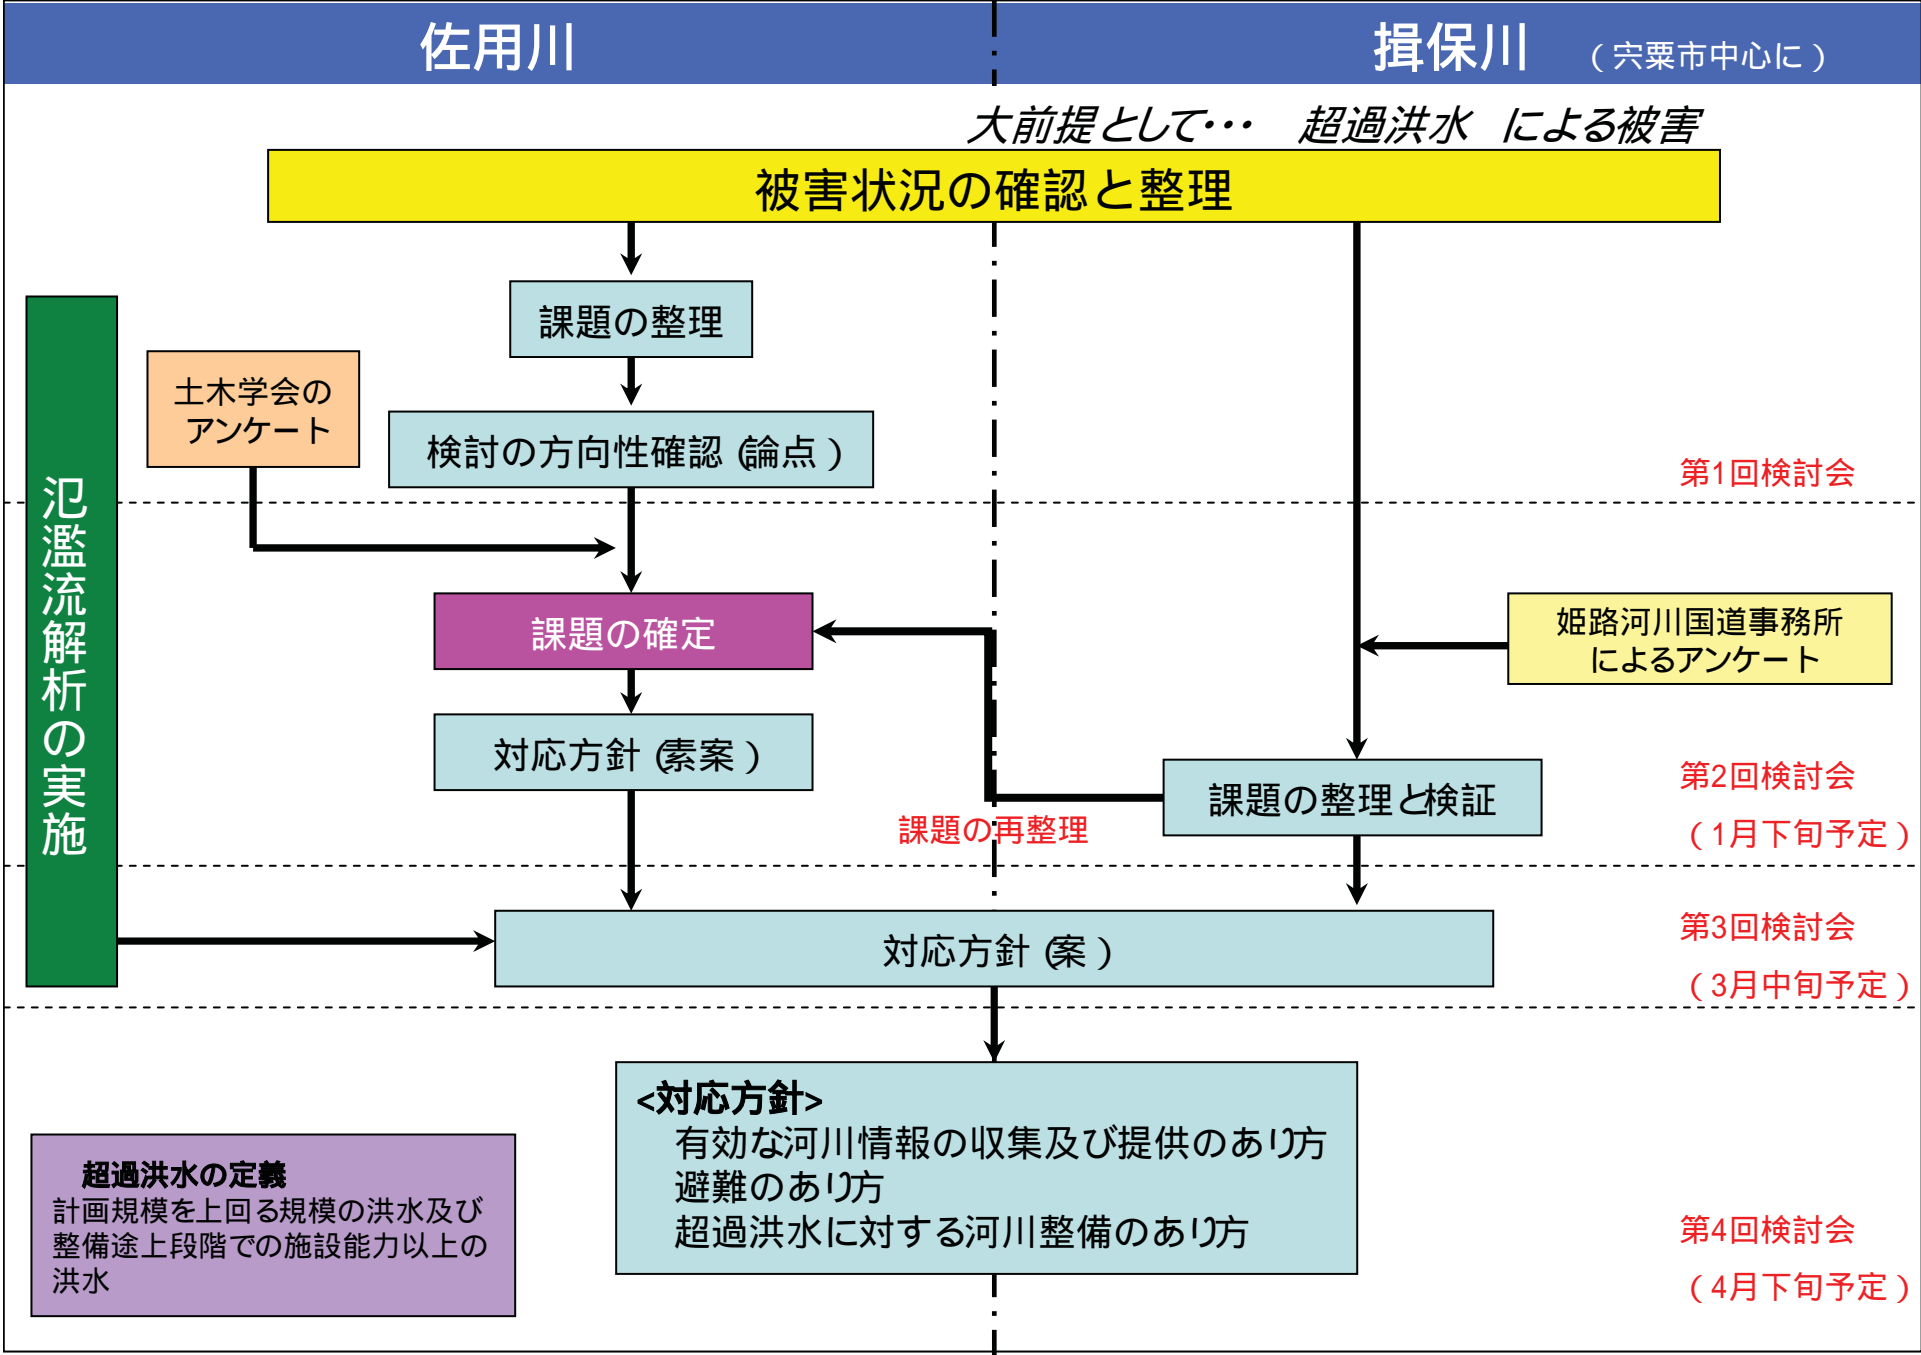 佐用川
揖保川 （宍粟市中心に）
大前提として… 超過洪水 による被害
被害状況の確認と整理
課題の整理
土木学会の
アンケート
検討の方向性確認（論点）
第1回検討会
氾濫流解析の実施
課題の確定
姫路河川国道事務所
によるアンケート
対応方針（素案）
課題の整理と検証
第2回検討会
（1月下旬予定）
課題の再整理
対応方針（案）
第3回検討会
（3月中旬予定）
<対応方針>
有効な河川情報の収集及び提供のあり方
避難のあり方
超過洪水に対する河川整備のあり方
超過洪水の定義
計画規模を上回る規模の洪水及び
整備途上段階での施設能力以上の
洪水
第4回検討会
（4月下旬予定）